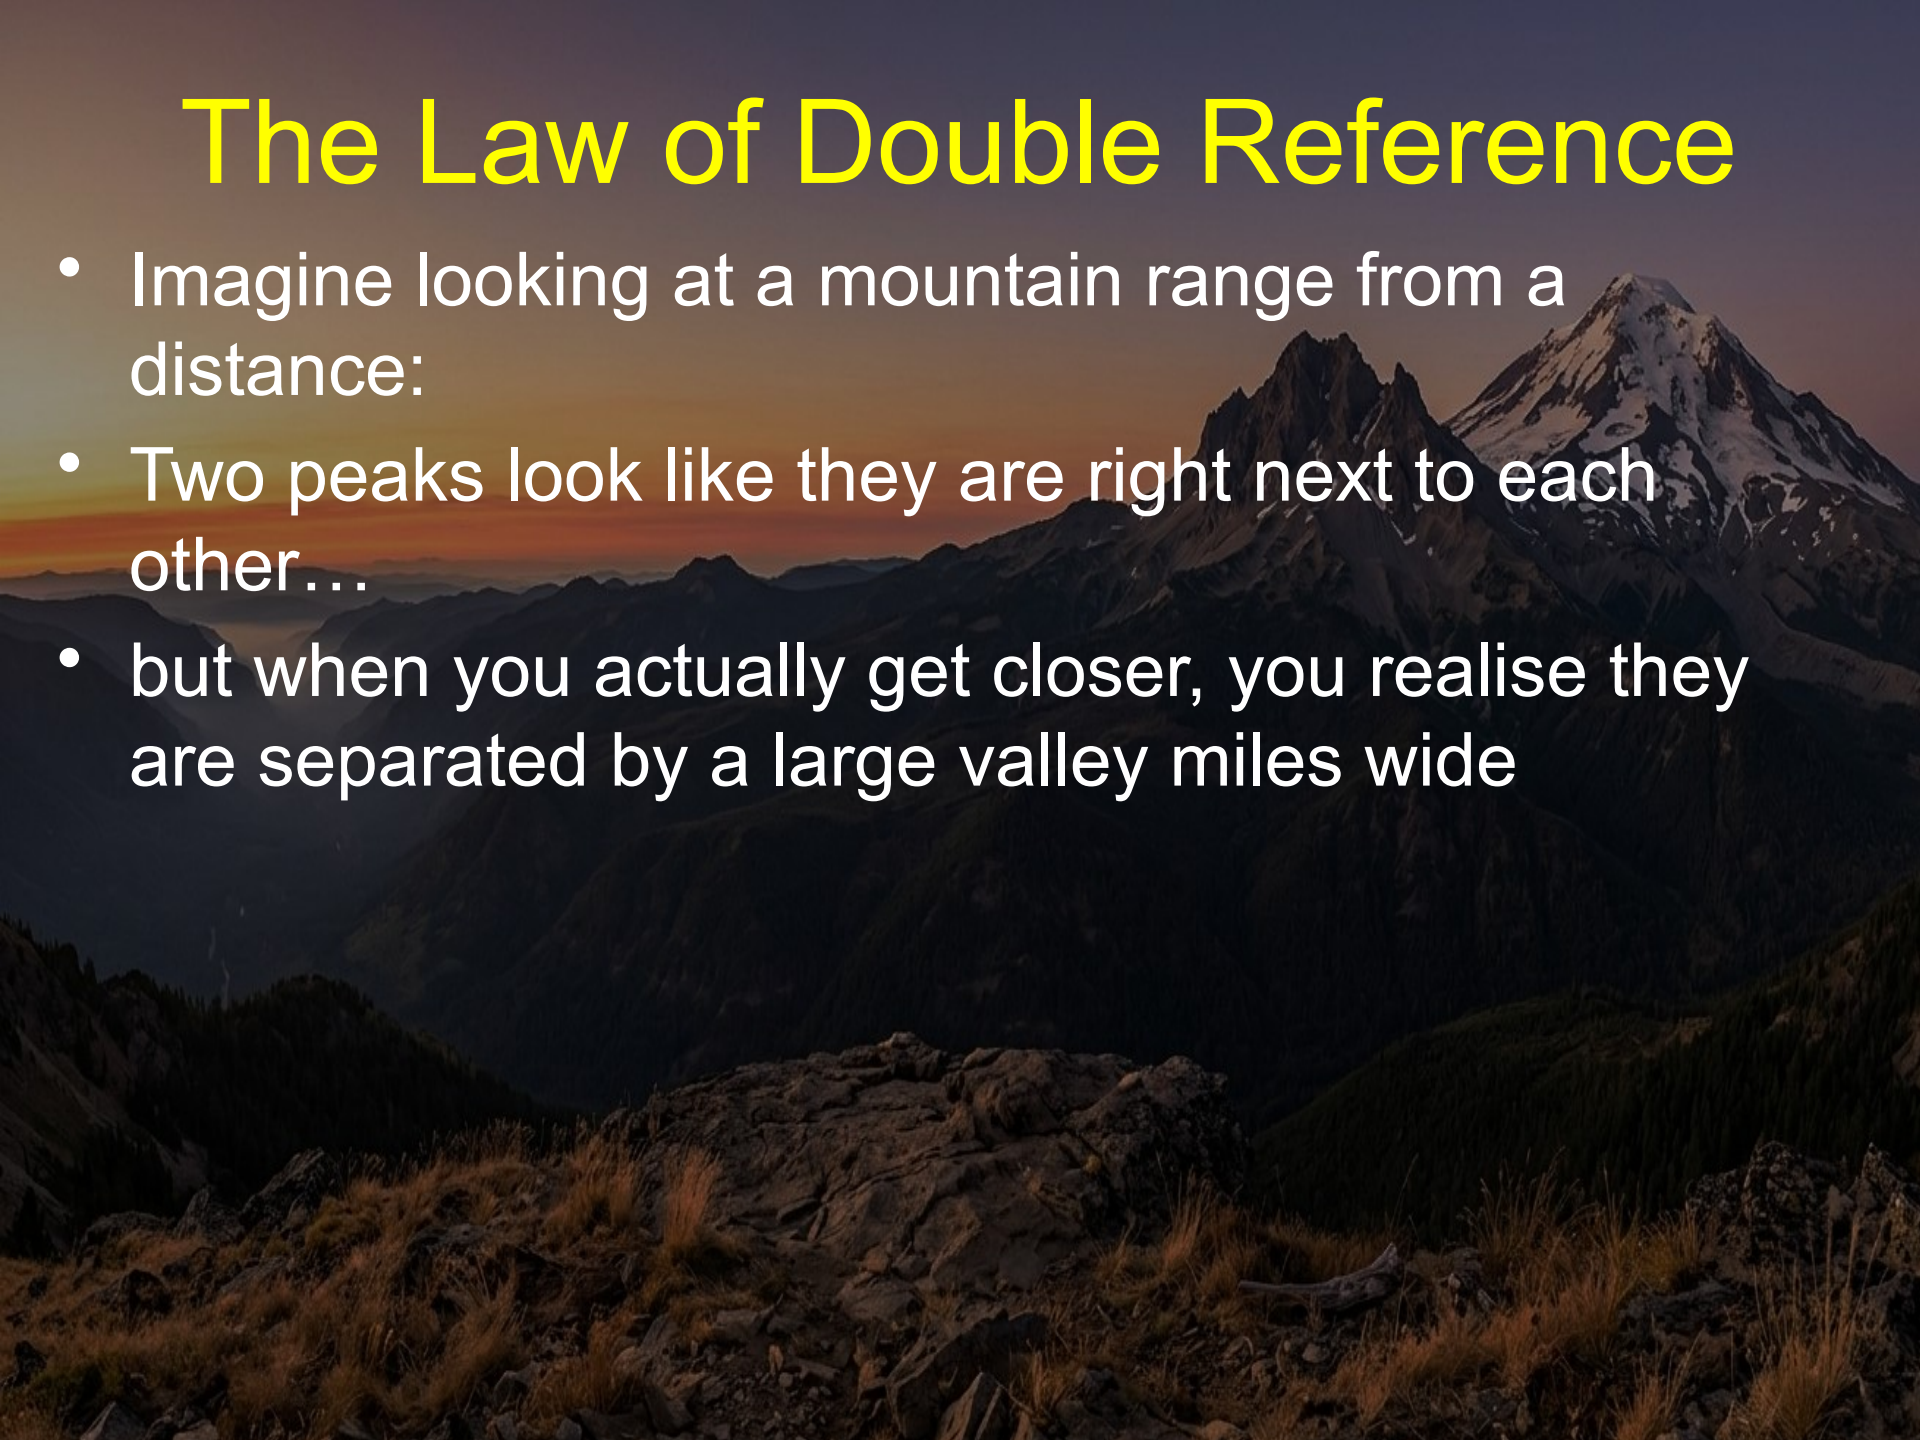 The Law of Double Reference
• Imagine looking at a mountain range from a
distance:
• Two peaks look like they are right next to each
other…
• but when you actually get closer, you realise they
are separated by a large valley miles wide